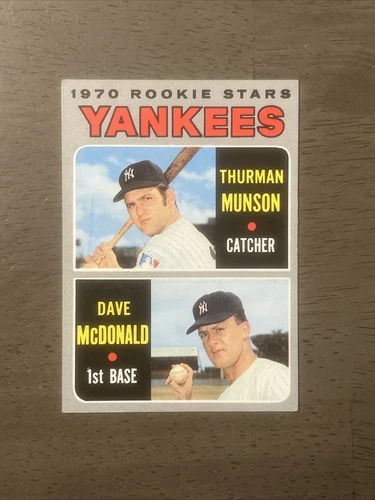 1970 ROOKIE STARS
YANKEES
THURMAN
MUNSON
CATCHER
DAVE
McDONALD
1st BASE